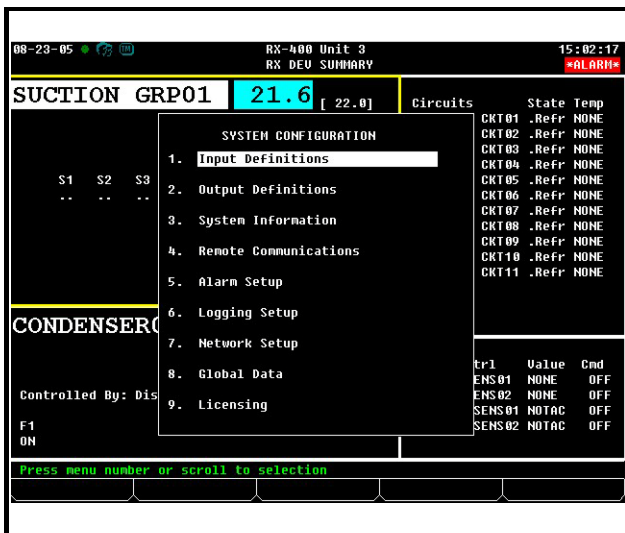 08-23-05 RX-400 Unit 3 15:02:17
RX DEV SUMMARY *ALARM*
SUCTION GRP01 21.6 [ 22.0]
Circuits State Temp
CKT01 .Refr NONE
CKT02 .Refr NONE
CKT03 .Refr NONE
CKT04 .Refr NONE
CKT05 .Refr NONE
CKT06 .Refr NONE
CKT07 .Refr NONE
CKT08 .Refr NONE
CKT09 .Refr NONE
CKT10 .Refr NONE
CKT11 .Refr NONE
S1 S2 S3
.. .. ..
SYSTEM CONFIGURATION
1. Input Definitions
2. Output Definitions
3. System Information
4. Remote Communications
5. Alarm Setup
6. Logging Setup
7. Network Setup
8. Global Data
9. Licensing
CONDENSER
Controlled By: Dis
F1
ON
trl Value Cmd
ENS01 NONE OFF
ENS02 NONE OFF
SENS01 NOTAC OFF
SENS02 NOTAC OFF
Press menu number or scroll to selection